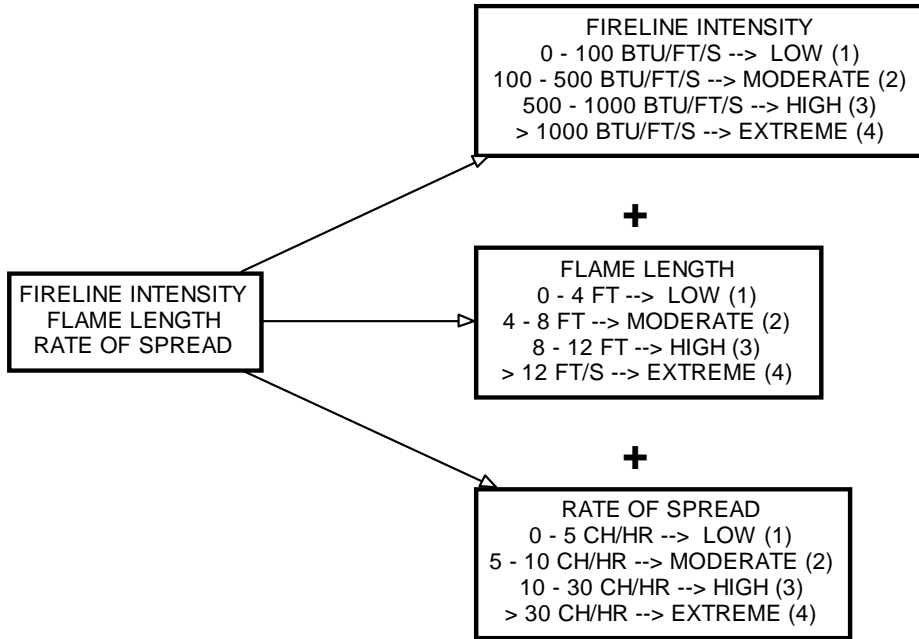 FIRELINE INTENSITY
0 - 100 BTU/FT/S --> LOW (1)
100 - 500 BTU/FT/S --> MODERATE (2)
500 - 1000 BTU/FT/S --> HIGH (3)
> 1000 BTU/FT/S --> EXTREME (4)
+
FIRELINE INTENSITY
FLAME LENGTH
RATE OF SPREAD
FLAME LENGTH
0 - 4 FT --> LOW (1)
4 - 8 FT --> MODERATE (2)
8 - 12 FT --> HIGH (3)
> 12 FT/S --> EXTREME (4)
+
RATE OF SPREAD
0 - 5 CH/HR --> LOW (1)
5 - 10 CH/HR --> MODERATE (2)
10 - 30 CH/HR --> HIGH (3)
> 30 CH/HR --> EXTREME (4)